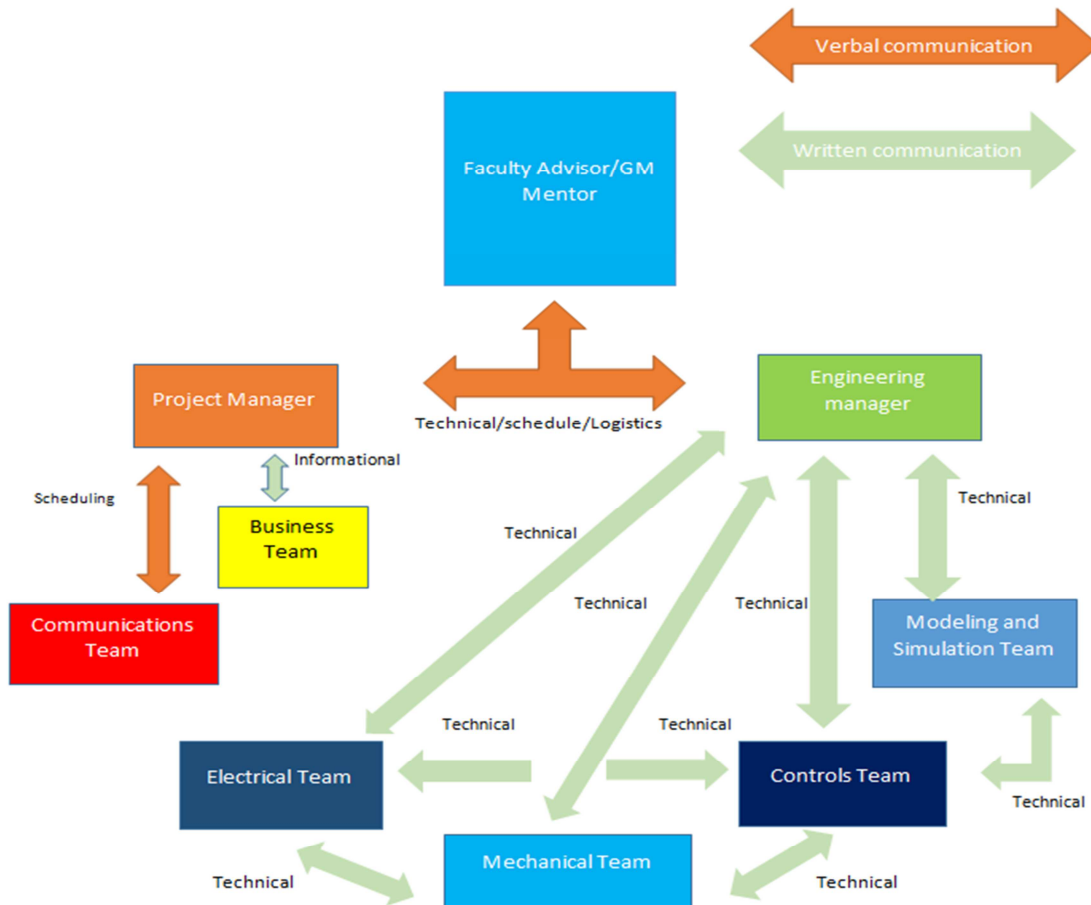 Verbal communication
Written communication
Faculty Advisor/GM
Mentor
Project Manager
Engineering
manager
Technical/schedule/Logistics
Informational
Scheduling
Technical
Business
Team
Technical
Technical
Technical
Communications
Team
Modeling and
Simulation Team
Technical
Technical
Electrical Team
Controls Team
Technical
Mechanical Team
Technical
Technical